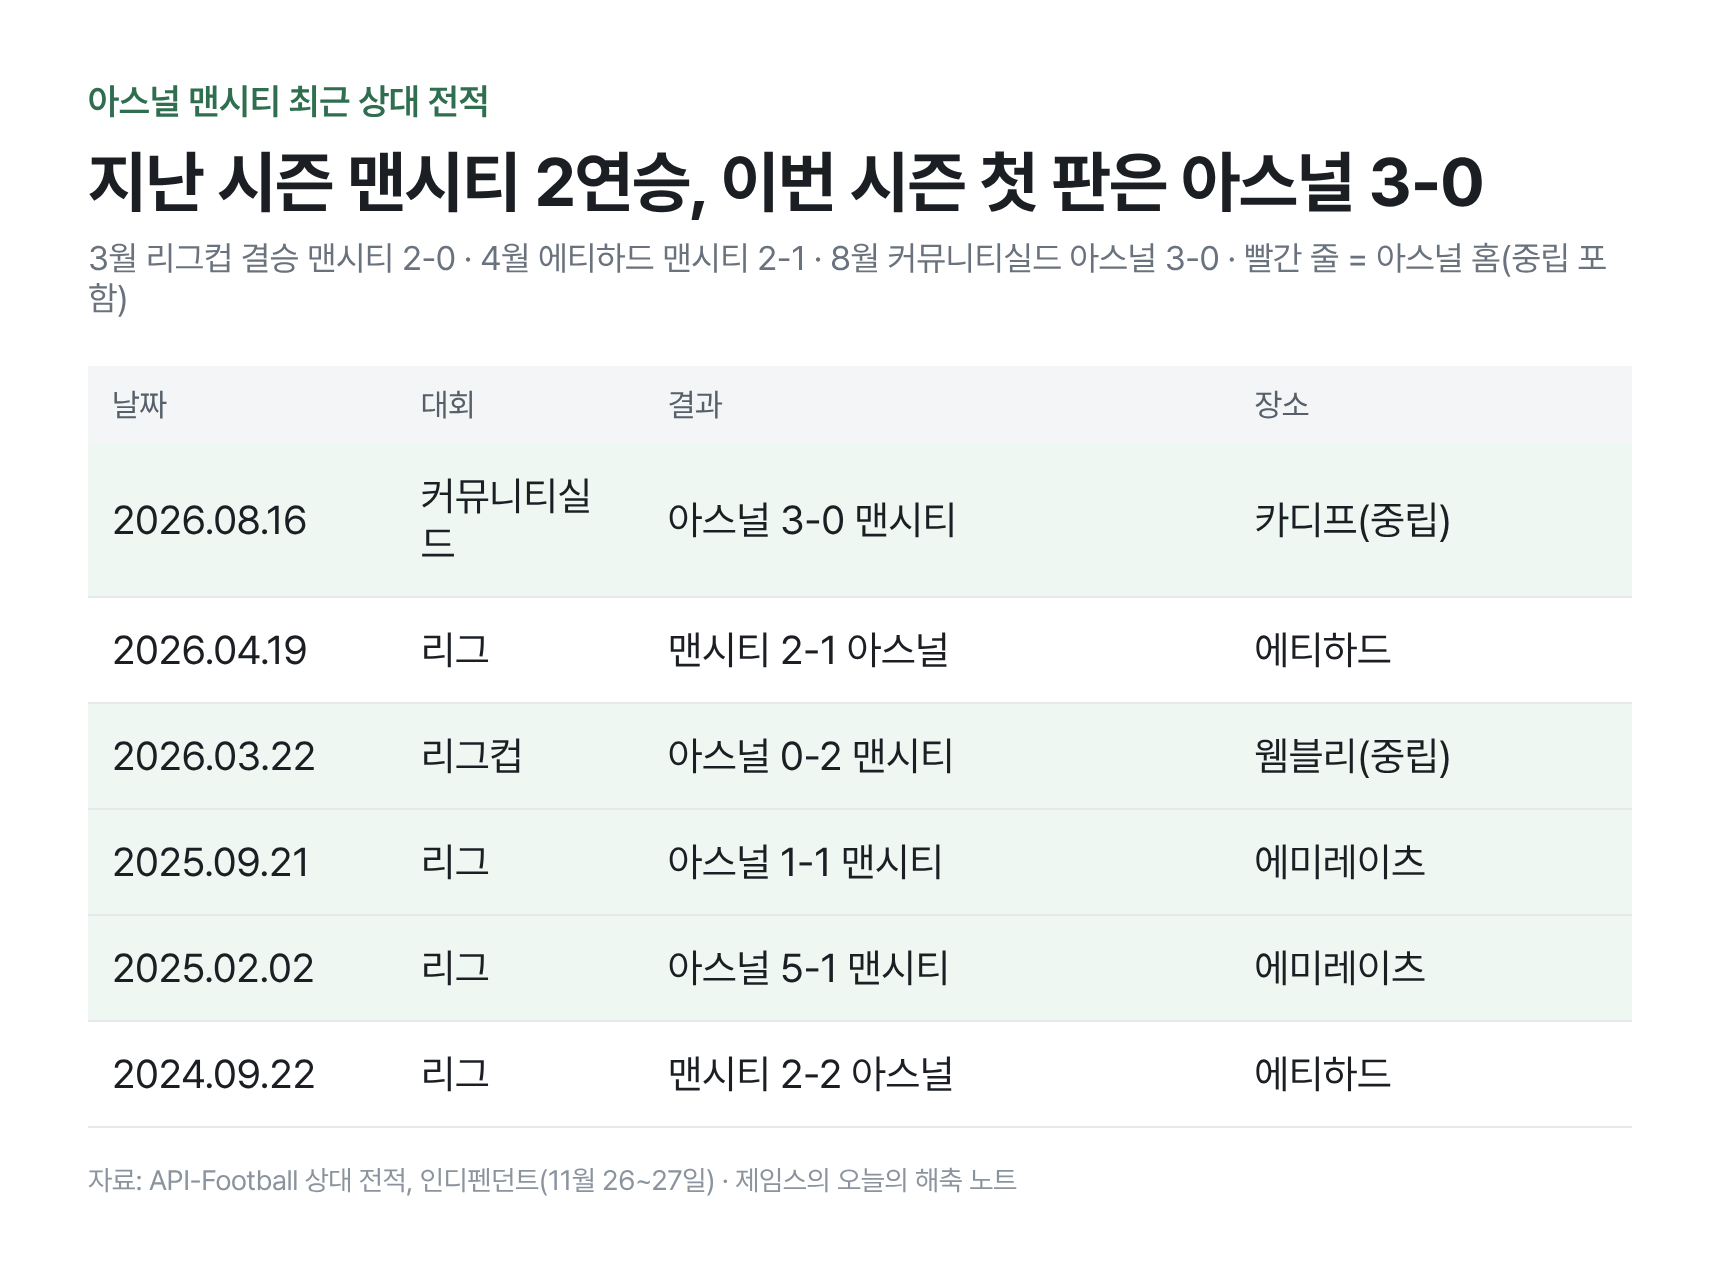 아스널 맨시티 최근 상대 전적
지난 시즌 맨시티 2연승, 이번 시즌 첫 판은 아스널 3-0
3월 리그컵 결승 맨시티 2-0 · 4월 에티하드 맨시티 2-1 · 8월 커뮤니티실드 아스널 3-0 · 빨간 줄 = 아스널 홈(중립 포
함)
날짜 대회 결과 장소
2026.08.16 커뮤니티실
드 아스널 3-0 맨시티 카디프(중립)
2026.04.19 리그 맨시티 2-1 아스널 에티하드
2026.03.22 리그컵 아스널 0-2 맨시티 웸블리(중립)
2025.09.21 리그 아스널 1-1 맨시티 에미레이츠
2025.02.02 리그 아스널 5-1 맨시티 에미레이츠
2024.09.22 리그 맨시티 2-2 아스널 에티하드
자료: API-Football 상대 전적, 인디펜던트(11월 26~27일) · 제임스의 오늘의 해축 노트